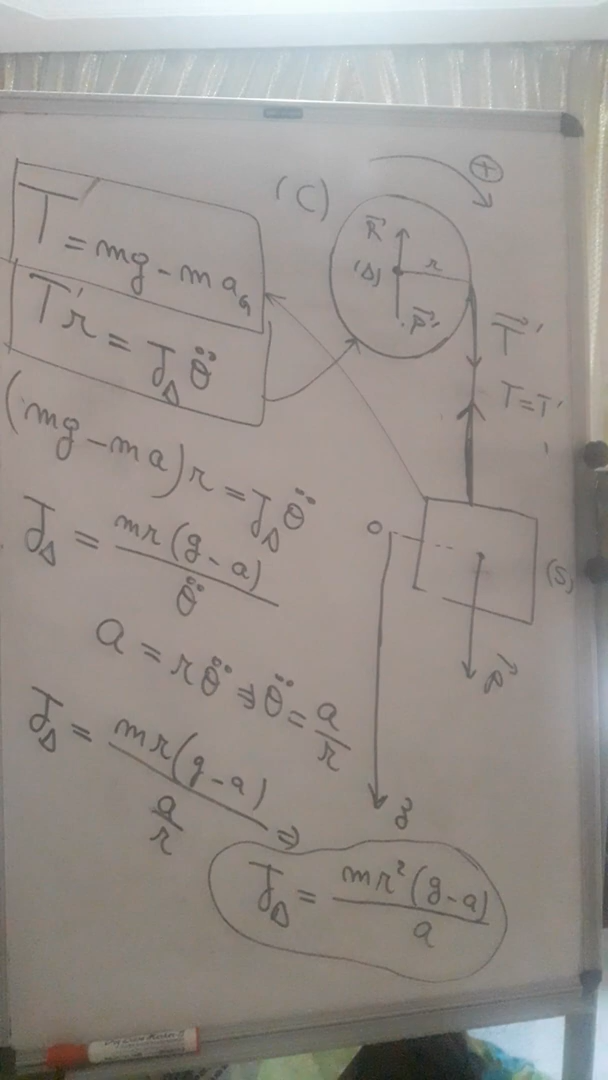 T = mg - ma_G
T'r = J_Δ θ̈
(mg - ma)r = J_Δ θ̈
J_Δ = mr(g-a) / θ̈
a = rθ̈ ⇒ θ̈ = a/r
J_Δ = mr(g-a) / (a/r) ⇒
J_Δ = mr²(g-a) / a
(C)
+
R⃗
(Δ)
r
P⃗'
T⃗'
T=T'
O
(S)
P⃗
z